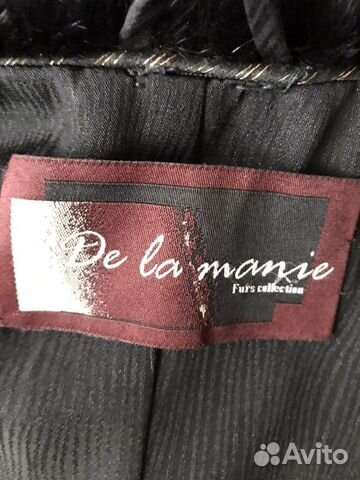 De la manie
Furs collection
Avito